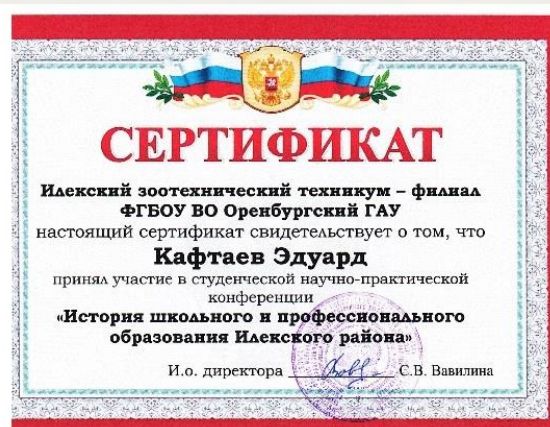 СЕРТИФИКАТ
Илекский зоотехнический техникум – филиал
ФГБОУ ВО Оренбургский ГАУ
настоящий сертификат свидетельствует о том, что
Кафтаев Эдуард
принял участие в студенческой научно-практической
конференции
«История школьного и профессионального
образования Илекского района»
И.о. директора С.В. Вавилина